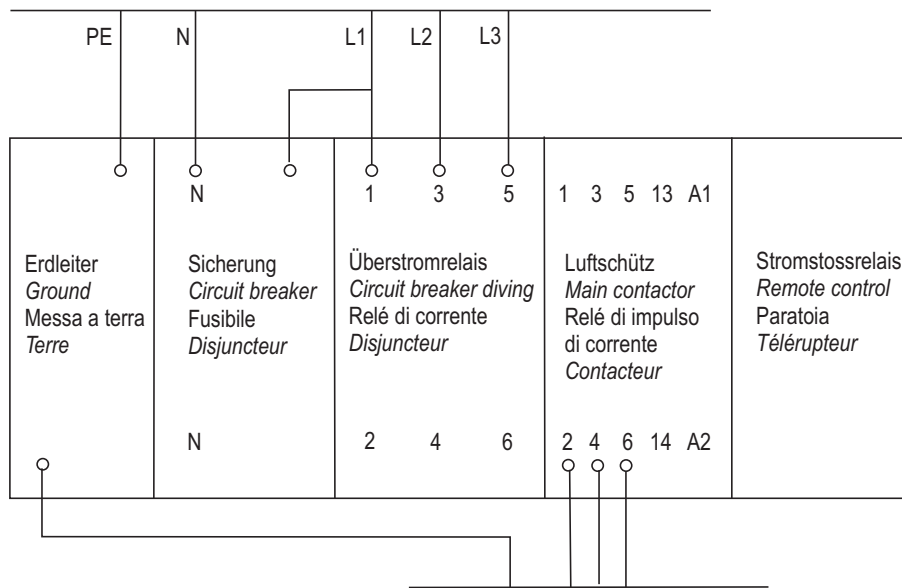 PE N L1 L2 L3
N 1 3 5 1 3 5 13 A1
Erdleiter
Ground
Messa a terra
Terre
Sicherung
Circuit breaker
Fusibile
Disjuncteur
Überstromrelais
Circuit breaker diving
Relé di corrente
Disjuncteur
Luftschütz
Main contactor
Relé di impulso
di corrente
Contacteur
Stromstossrelais
Remote control
Paratoia
Télérupteur
N 2 4 6 2 4 6 14 A2